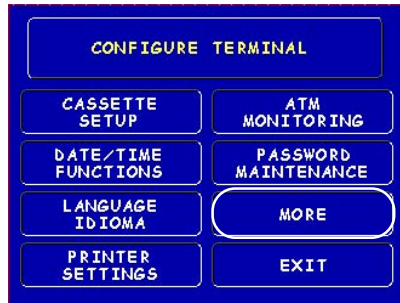 CONFIGURE TERMINAL
CASSETTE
SETUP
ATM
MONITORING
DATE/TIME
FUNCTIONS
PASSWORD
MAINTENANCE
LANGUAGE
IDIOMA
MORE
PRINTER
SETTINGS
EXIT